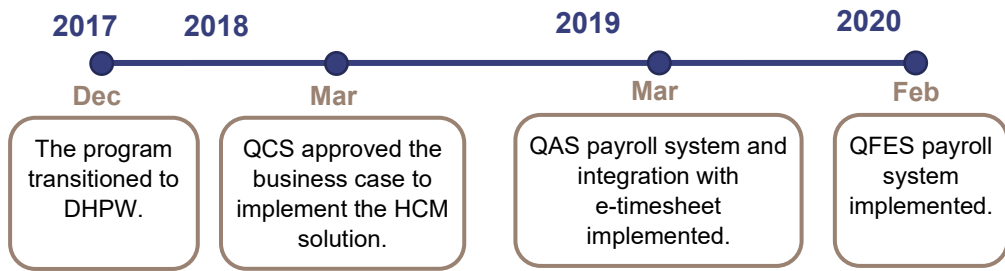 2017
2018
2019
2020
Dec
Mar
Mar
Feb
The program
transitioned to
DHPW.
QCS approved the
business case to
implement the HCM
solution.
QAS payroll system and
integration with
e-timesheet
implemented.
QFES payroll
system
implemented.